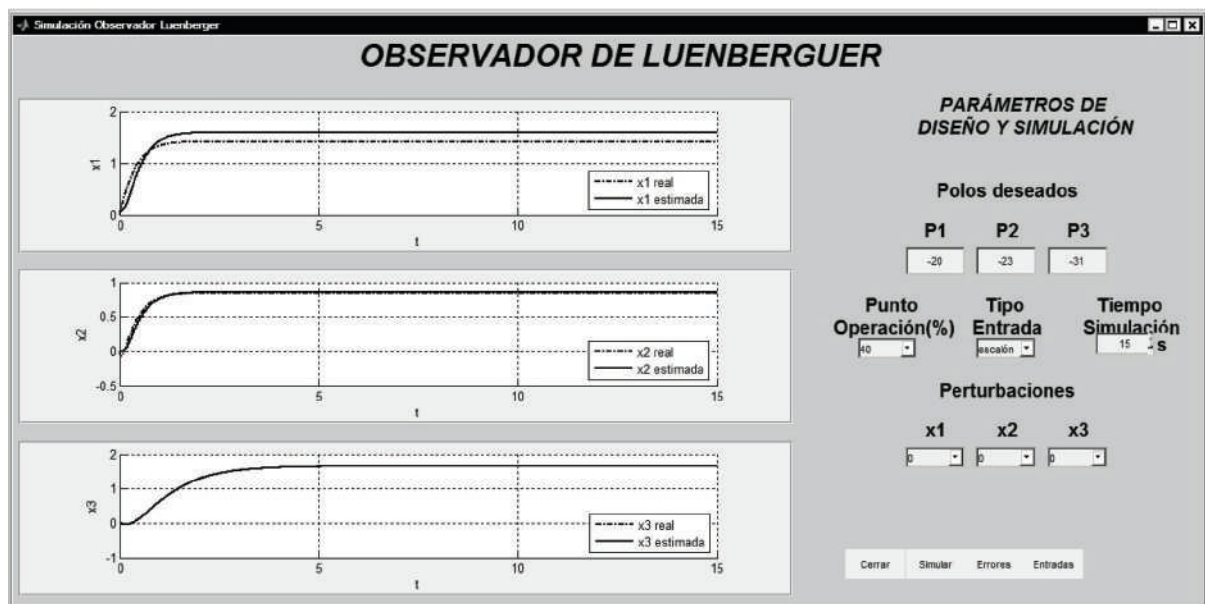 Simulación Observador Luenberger
OBSERVADOR DE LUENBERGUER
2
1
0
x1
0
5
10
15
t
x1 real
x1 estimada
1
0.5
0
-0.5
x2
0
5
10
15
t
x2 real
x2 estimada
2
1
0
-1
x3
0
5
10
15
t
x3 real
x3 estimada
PARÁMETROS DE
DISEÑO Y SIMULACIÓN
Polos deseados
P1 P2 P3
-20 -23 -31
Punto Tipo Tiempo
Operación(%) Entrada Simulación
40 escalón 15 s
Perturbaciones
x1 x2 x3
0 0 0
Cerrar Simular Errores Entradas